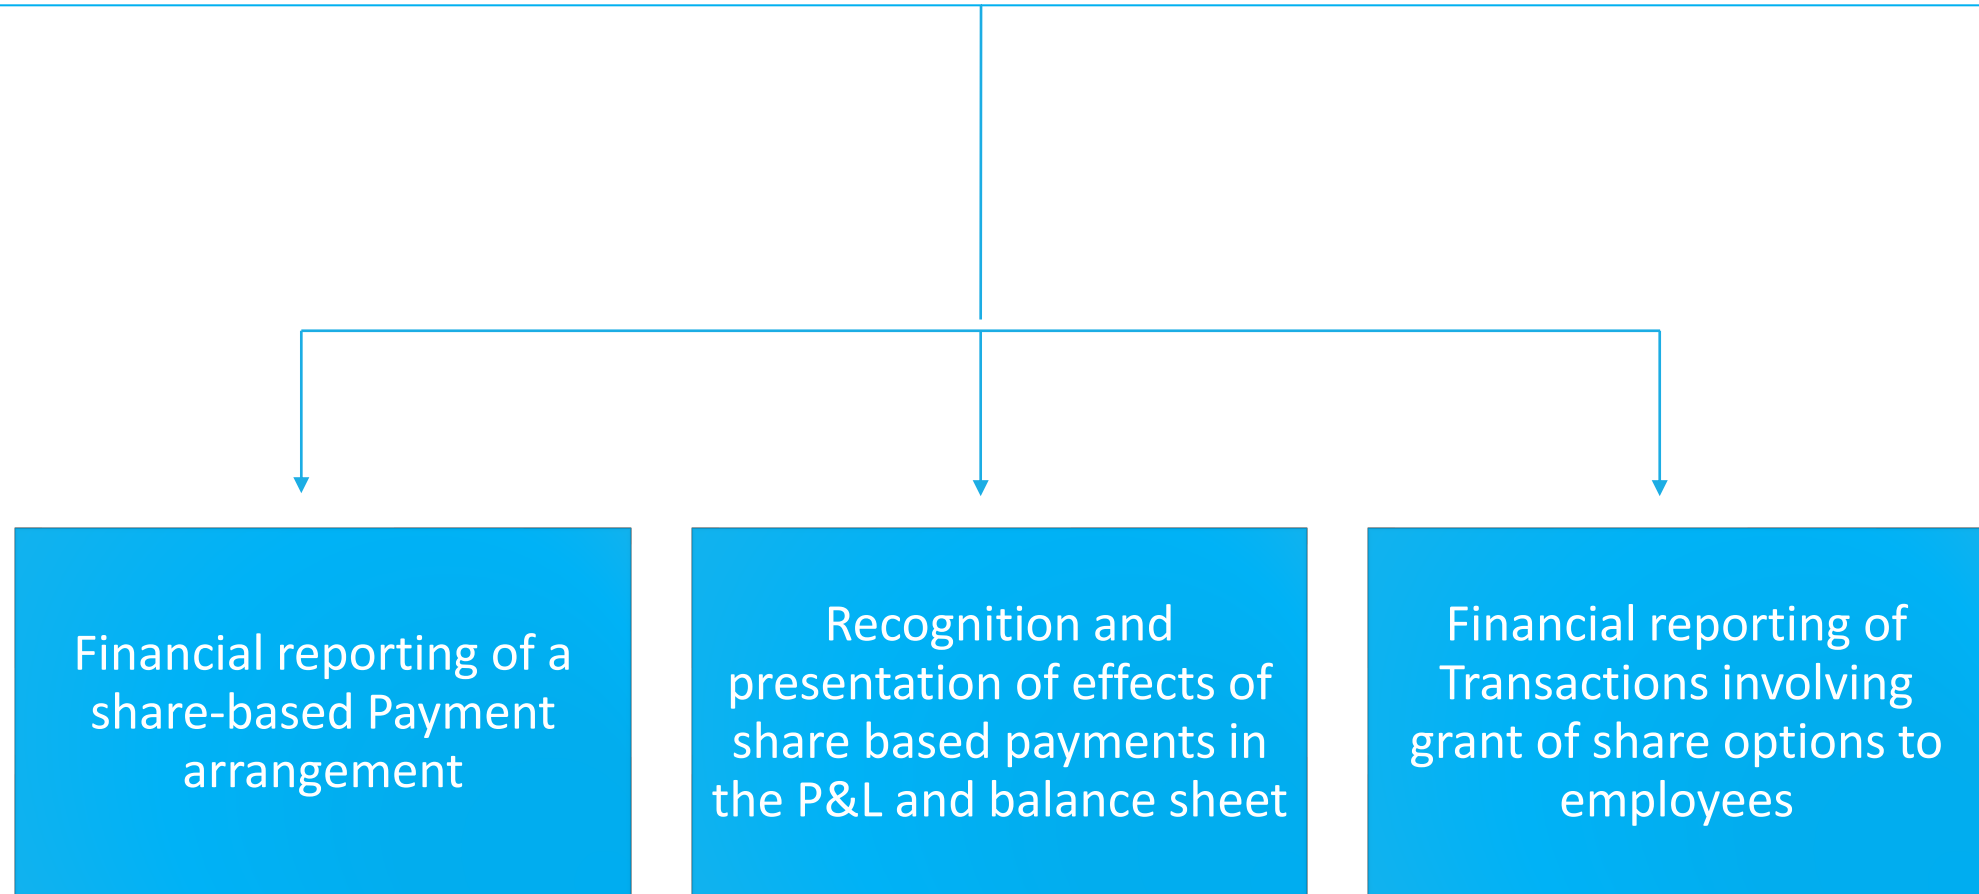 Financial reporting of a
share-based Payment
arrangement
Recognition and
presentation of effects of
share based payments in
the P&L and balance sheet
Financial reporting of
Transactions involving
grant of share options to
employees